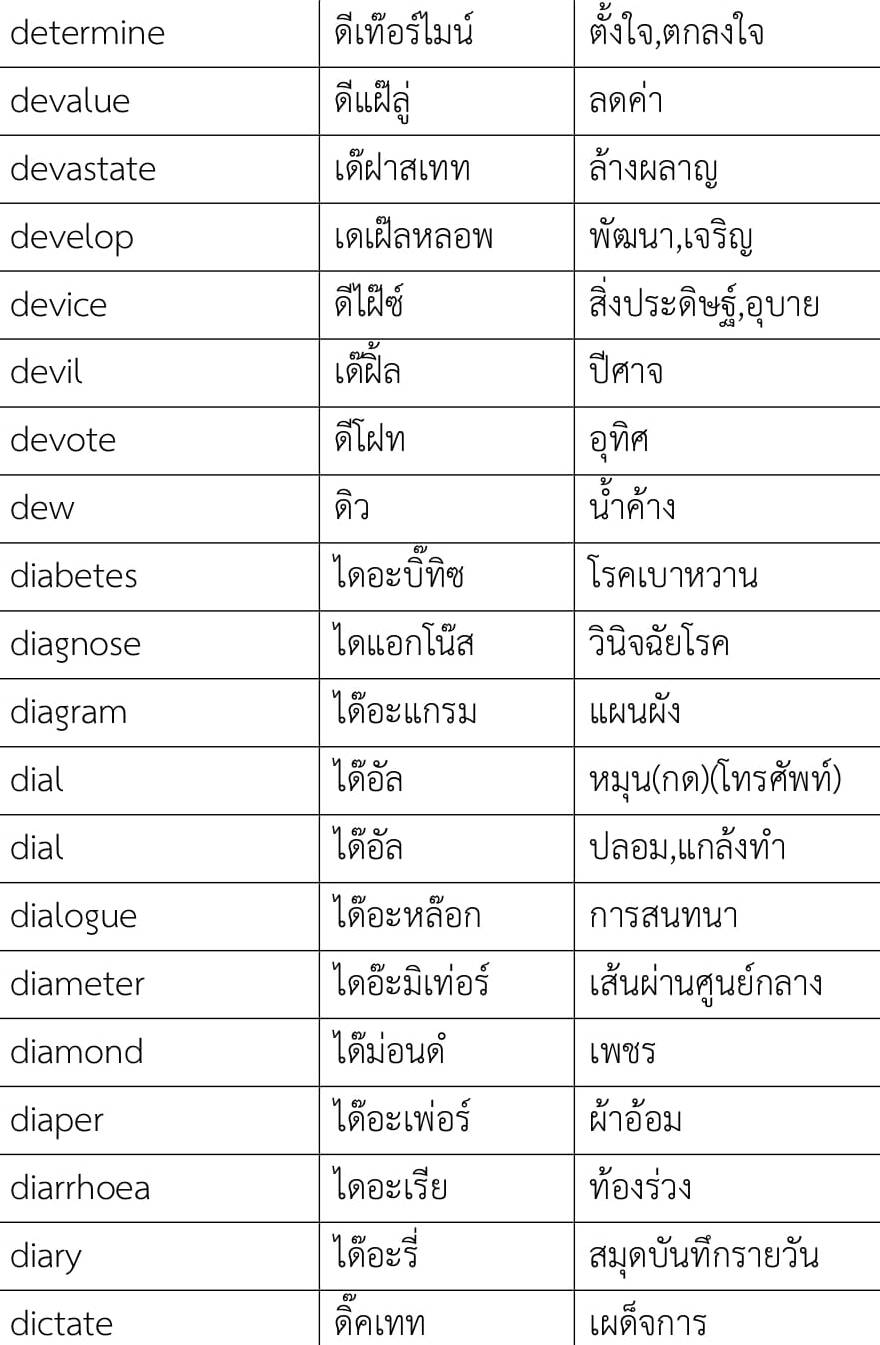 determine ดีเท๊อร์ไมน์ ตั้งใจ,ตกลงใจ
devalue ดีแฝ๊ลู่ ลดค่า
devastate เด๊ฝาสเทท ล้างผลาญ
develop เดเฝ๊ลหลอพ พัฒนา,เจริญ
device ดีไฝ๊ซ์ สิ่งประดิษฐ์,อุบาย
devil เด๊ฝิ้ล ปีศาจ
devote ดีโฝท อุทิศ
dew ดิว น้ำค้าง
diabetes ไดอะบิ๊ทิซ โรคเบาหวาน
diagnose ไดแอกโน๊ส วินิจฉัยโรค
diagram ได๊อะแกรม แผนผัง
dial ได๊อัล หมุน(กด)(โทรศัพท์)
dial ได๊อัล ปลอม,แกล้งทำ
dialogue ได๊อะหล๊อก การสนทนา
diameter ไดอ๊ะมิเท่อร์ เส้นผ่านศูนย์กลาง
diamond ได๊ม่อนดํ เพชร
diaper ได๊อะเพ่อร์ ผ้าอ้อม
diarrhoea ไดอะเรีย ท้องร่วง
diary ได๊อะรี่ สมุดบันทึกรายวัน
dictate ดิ๊คเทท เผด็จการ